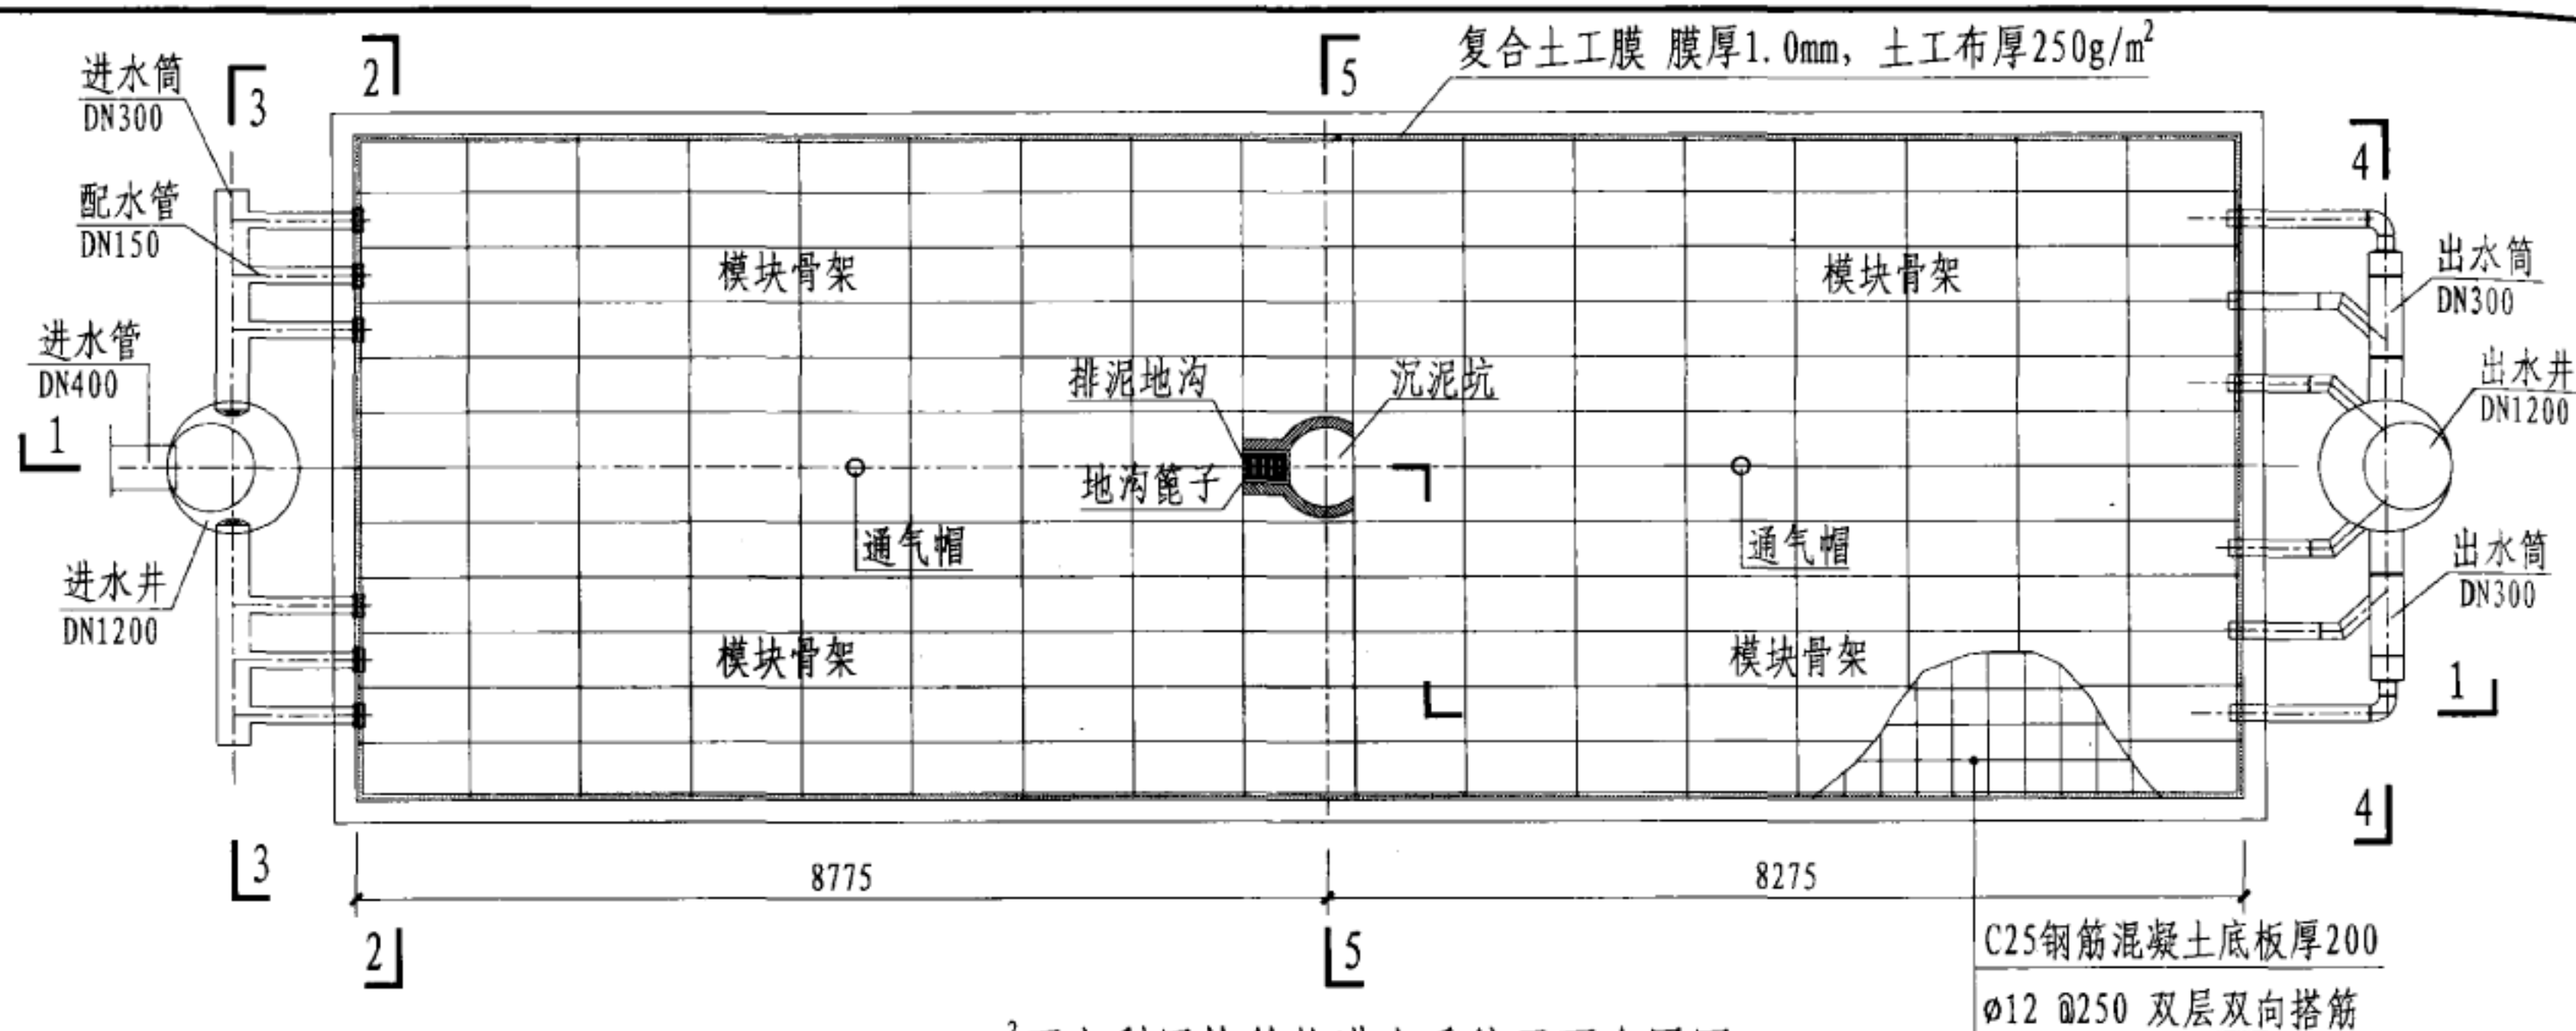 复合土工膜 膜厚1.0mm, 土工布厚250g/m²
进水筒
DN300
3
2
5
4
配水管
DN150
模块骨架
模块骨架
出水筒
DN300
进水管
DN400
排泥地沟
沉泥坑
出水井
DN1200
1
地沟篦子
通气帽
通气帽
出水筒
DN300
进水井
DN1200
模块骨架
模块骨架
1
4
3
8775
8275
2
5
C25钢筋混凝土底板厚200
ø12 @250 双层双向搭筋